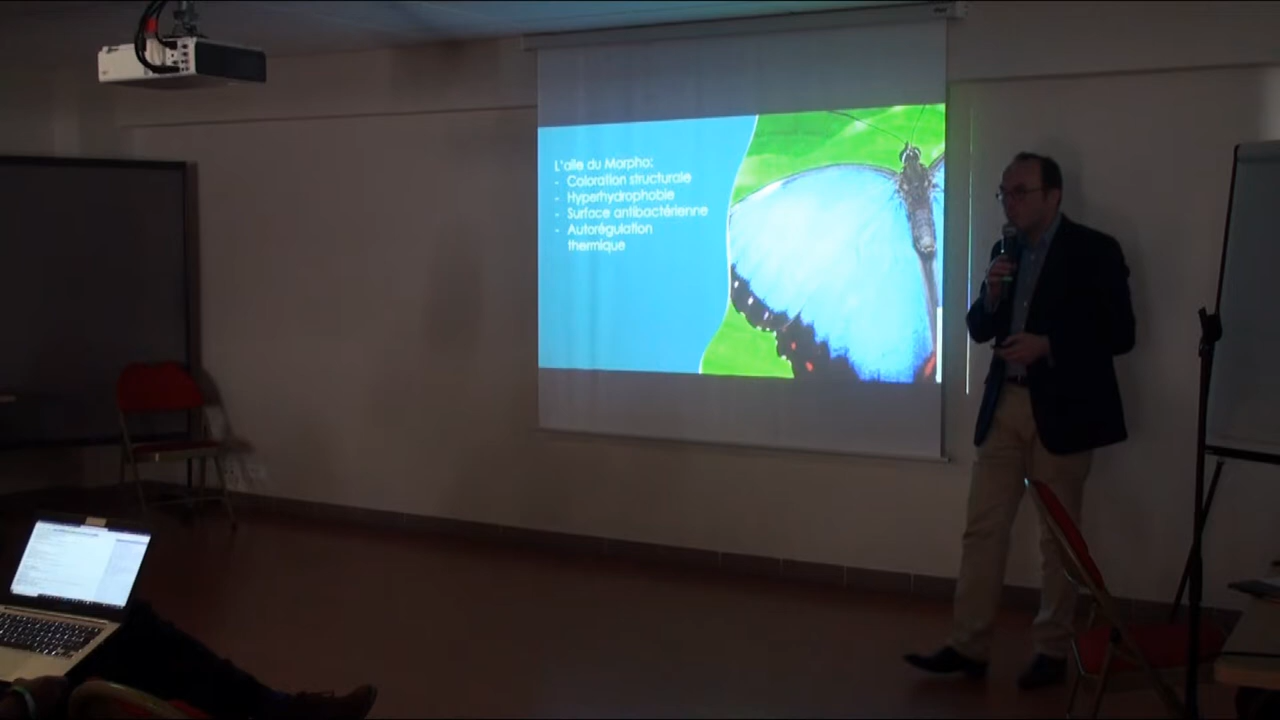 L'aile du Morpho:
- Coloration structurale
- Hyperhydrophobie
- Surface antibactérienne
- Autorégulation
thermique